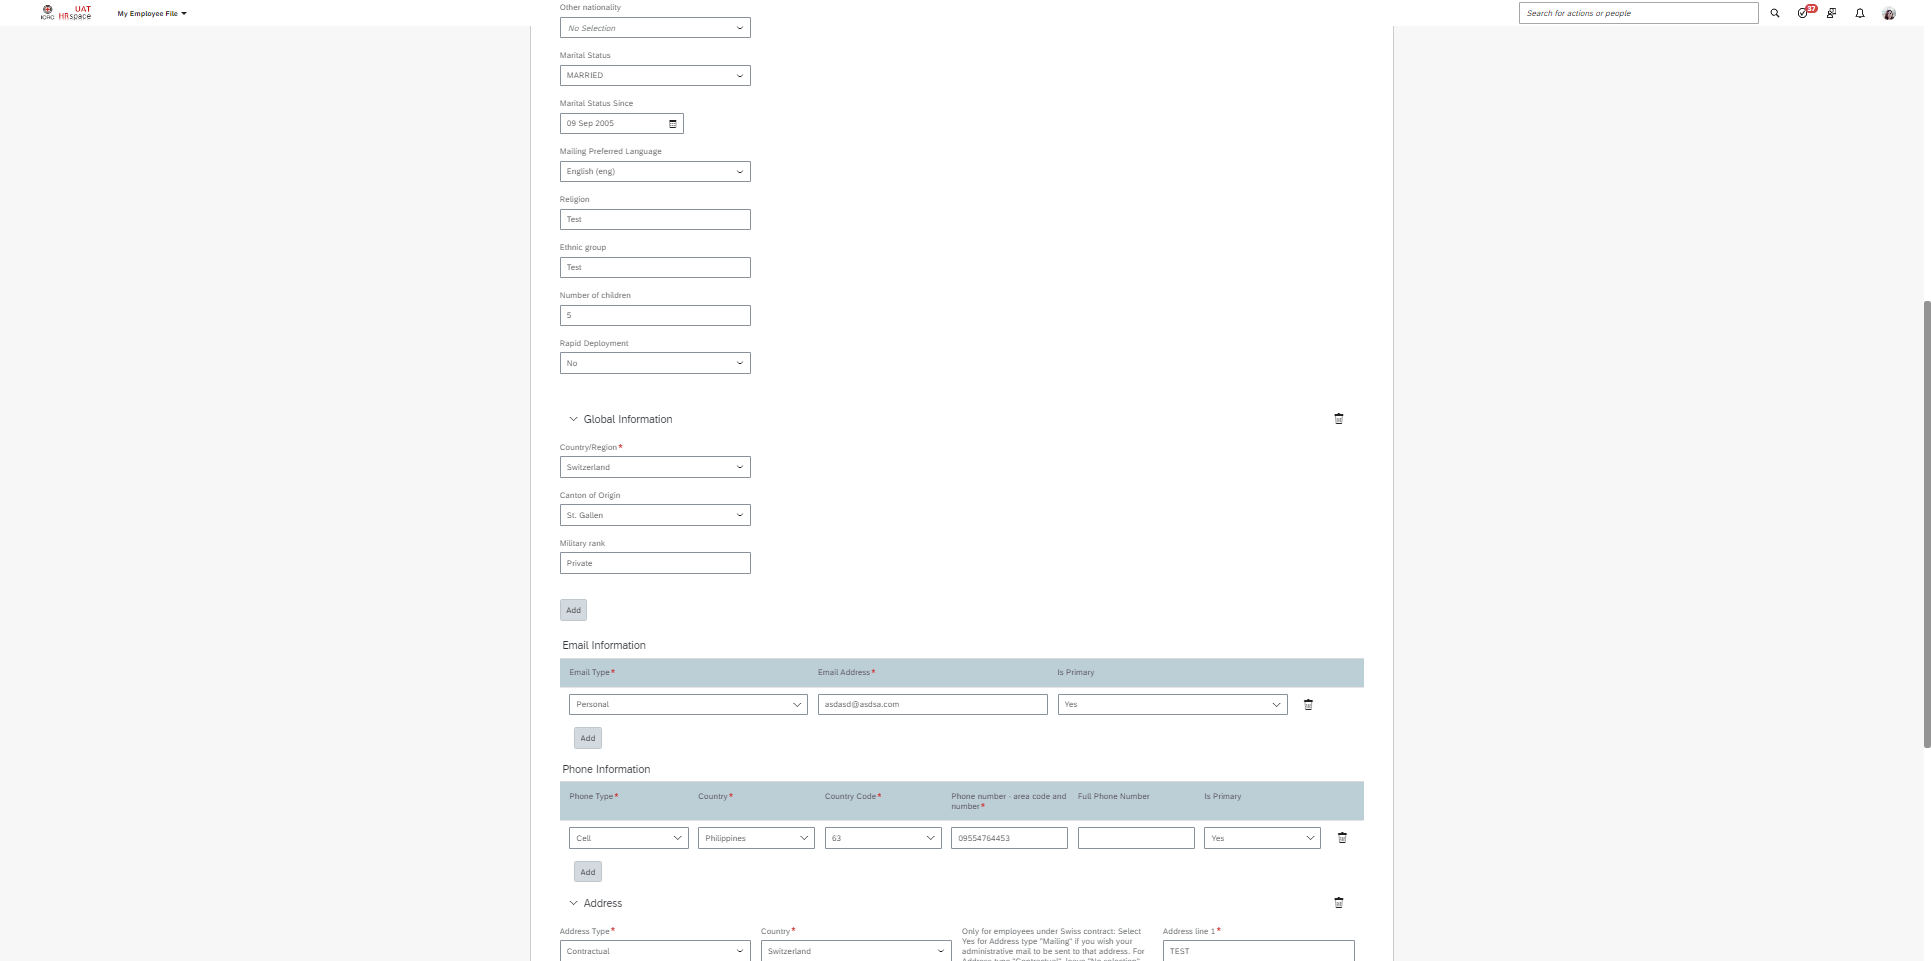 ICRC
UAT
HRspace
My Employee File
Search for actions or people
37
Other nationality
No Selection
Marital Status
MARRIED
Marital Status Since
09 Sep 2005
Mailing Preferred Language
English (eng)
Religion
Test
Ethnic group
Test
Number of children
5
Rapid Deployment
No
Global Information
Country/Region*
Switzerland
Canton of Origin
St. Gallen
Military rank
Private
Add
Email Information
Email Type* Email Address* Is Primary
Personal asdasd@asdsa.com Yes
Add
Phone Information
Phone Type* Country* Country Code* Phone number - area code and number* Full Phone Number Is Primary
Cell Philippines 63 09554764453 Yes
Add
Address
Address Type*
Contractual
Country*
Switzerland
Only for employees under Swiss contract: Select
Yes for Address type "Mailing" if you wish your
administrative mail to be sent to that address. For
Address type "Contractual", leave "No selection"
Address line 1*
TEST